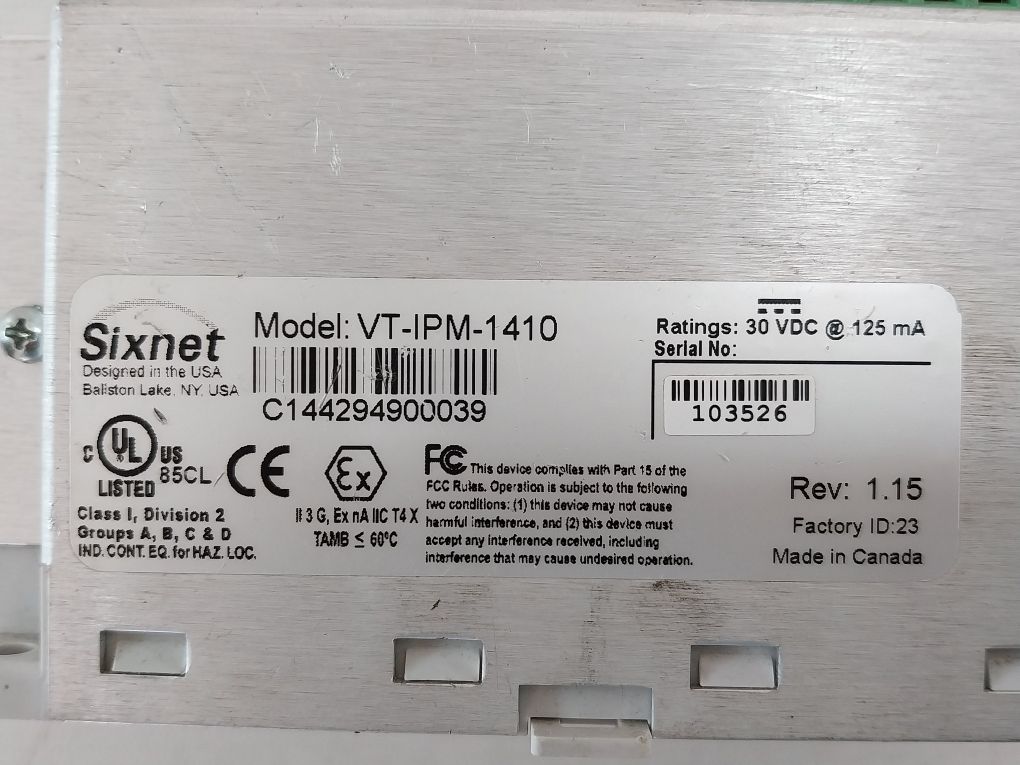 Sixnet
Designed in the USA
Ballston Lake, NY, USA
Model: VT-IPM-1410
C144294900039
Ratings: 30 VDC @ 125 mA
Serial No:
103526
C UL US
LISTED 85CL
CE
Ex
Class I, Division 2
Groups A, B, C & D
IND. CONT. EQ. for HAZ. LOC.
II 3 G, Ex nA IIC T4 X
TAMB ≤ 60°C
FC This device complies with Part 15 of the
FCC Rules. Operation is subject to the following
two conditions: (1) this device may not cause
harmful interference, and (2) this device must
accept any interference received, including
interference that may cause undesired operation.
Rev: 1.15
Factory ID:23
Made in Canada